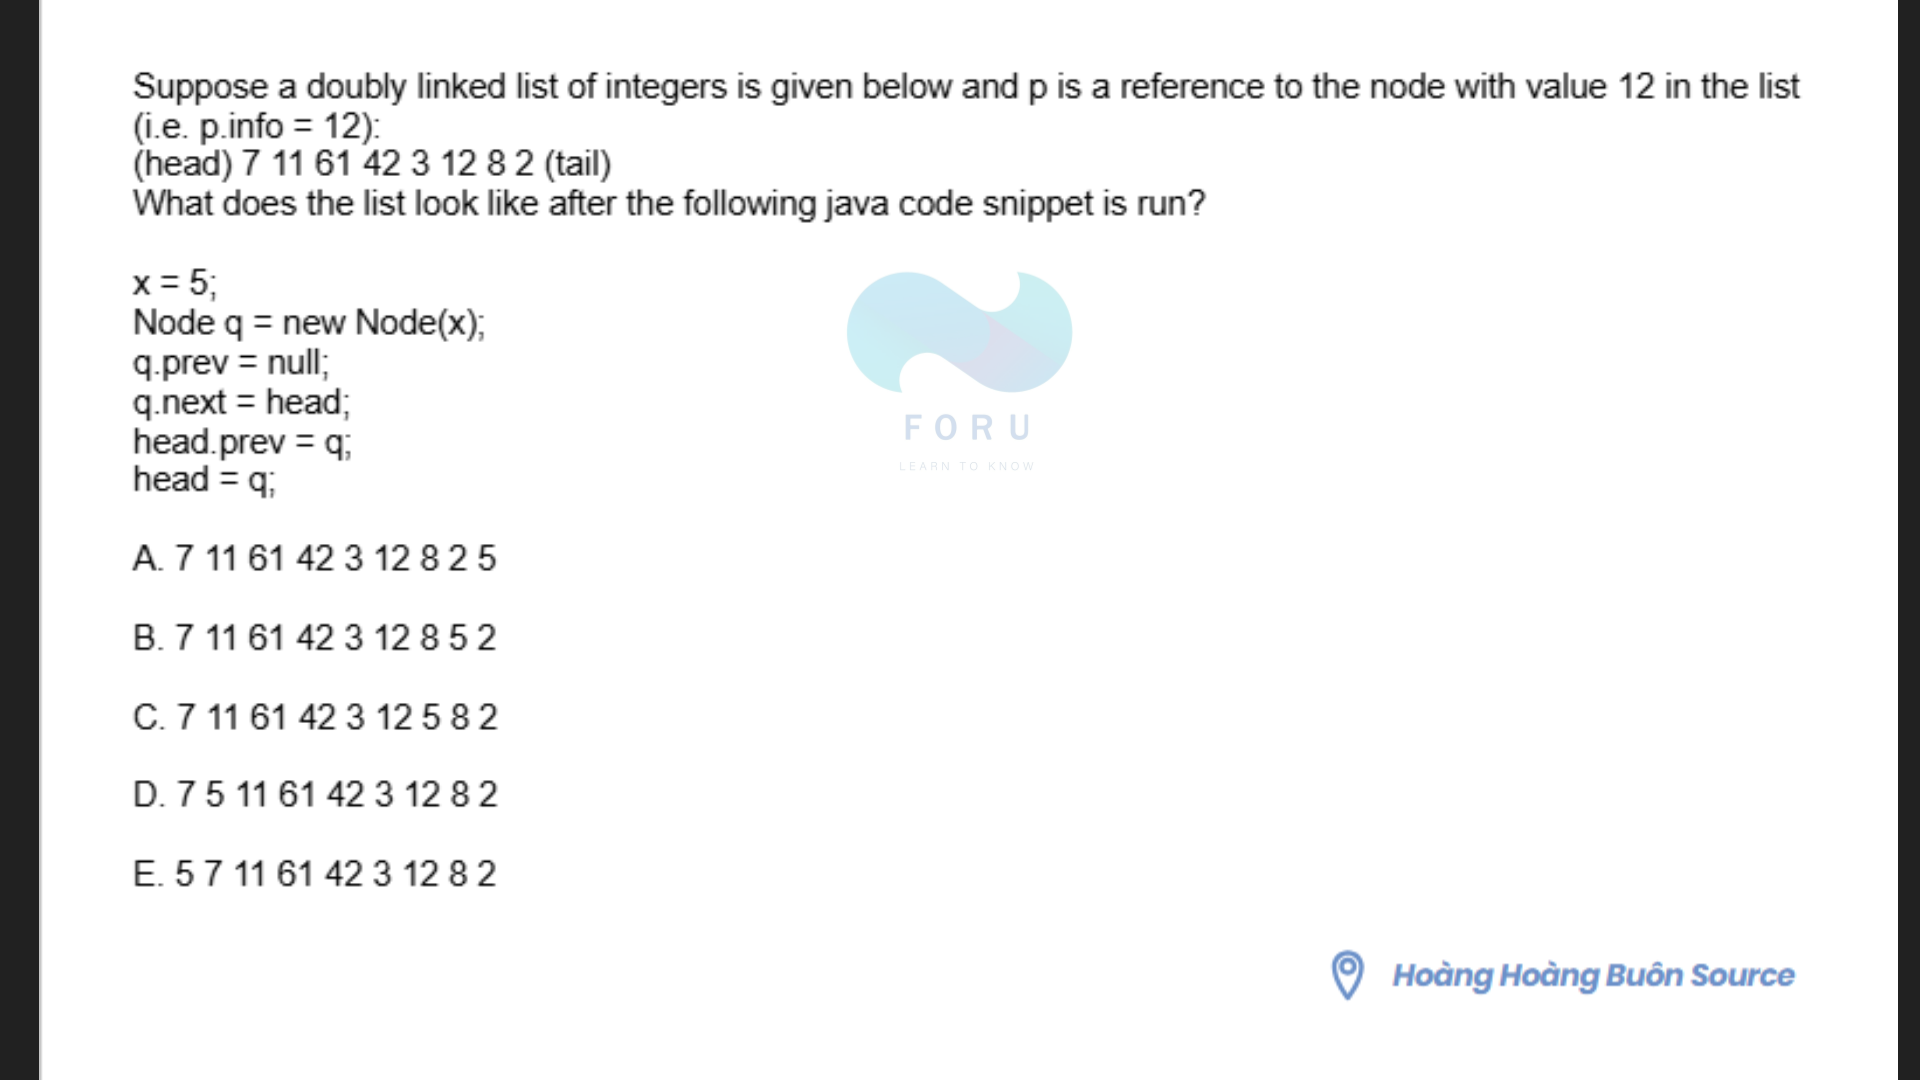 Suppose a doubly linked list of integers is given below and p is a reference to the node with value 12 in the list
(i.e. p.info = 12):
(head) 7 11 61 42 3 12 8 2 (tail)
What does the list look like after the following java code snippet is run?
x = 5;
Node q = new Node(x);
q.prev = null;
q.next = head;
head.prev = q;
head = q;
FORU
LEARN TO KNOW
A. 7 11 61 42 3 12 8 2 5
B. 7 11 61 42 3 12 8 5 2
C. 7 11 61 42 3 12 5 8 2
D. 7 5 11 61 42 3 12 8 2
E. 5 7 11 61 42 3 12 8 2
Hoàng Hoàng Buôn Source